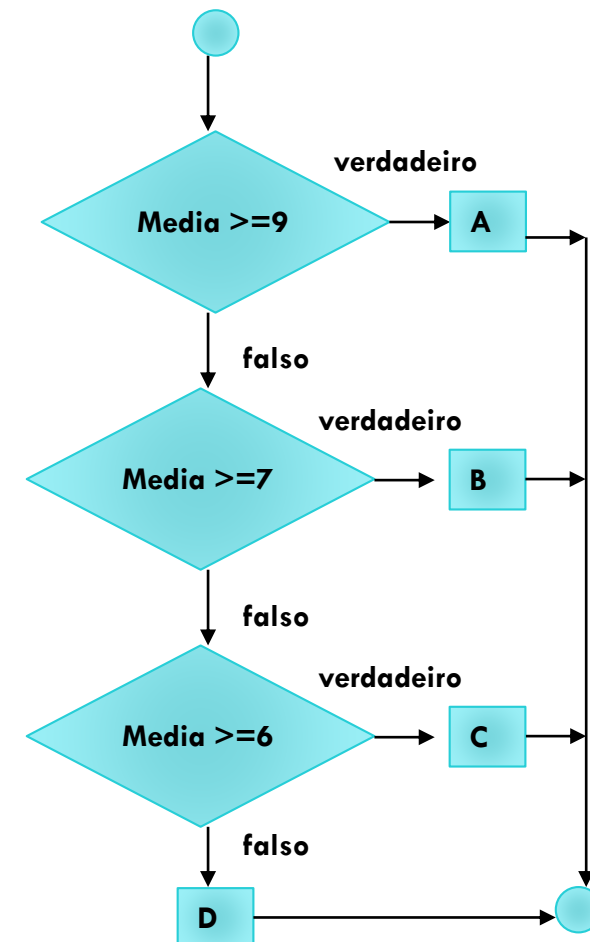 verdadeiro
Media >=9
A
falso
verdadeiro
Media >=7
B
falso
verdadeiro
Media >=6
C
falso
D